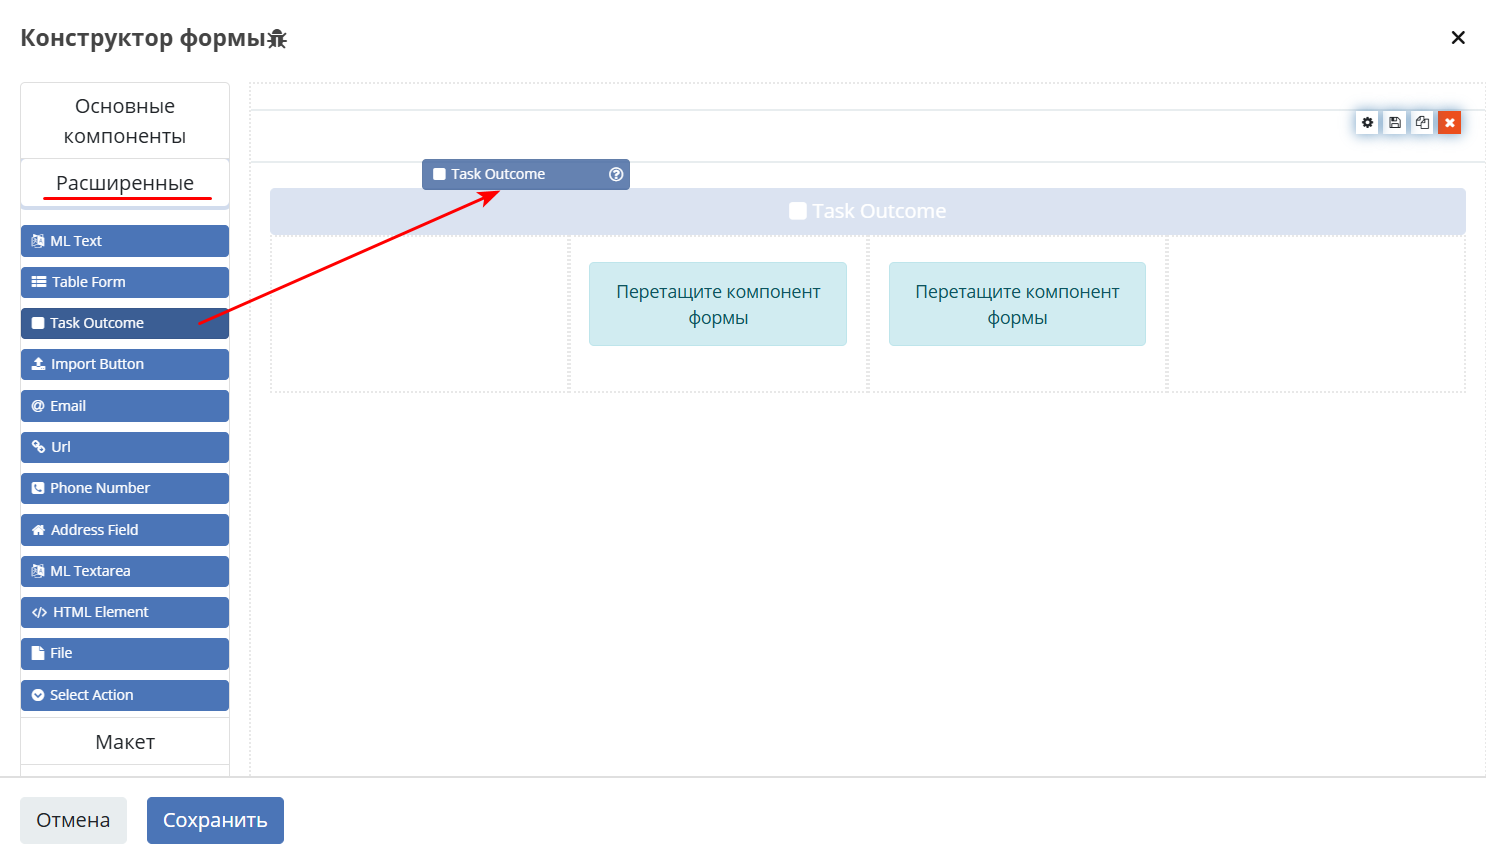 Конструктор формы
Основные
компоненты
Расширенные
ML Text
Table Form
Task Outcome
Import Button
Email
Url
Phone Number
Address Field
ML Textarea
HTML Element
File
Select Action
Макет
Task Outcome
Task Outcome
Перетащите компонент
формы
Перетащите компонент
формы
Отмена
Сохранить